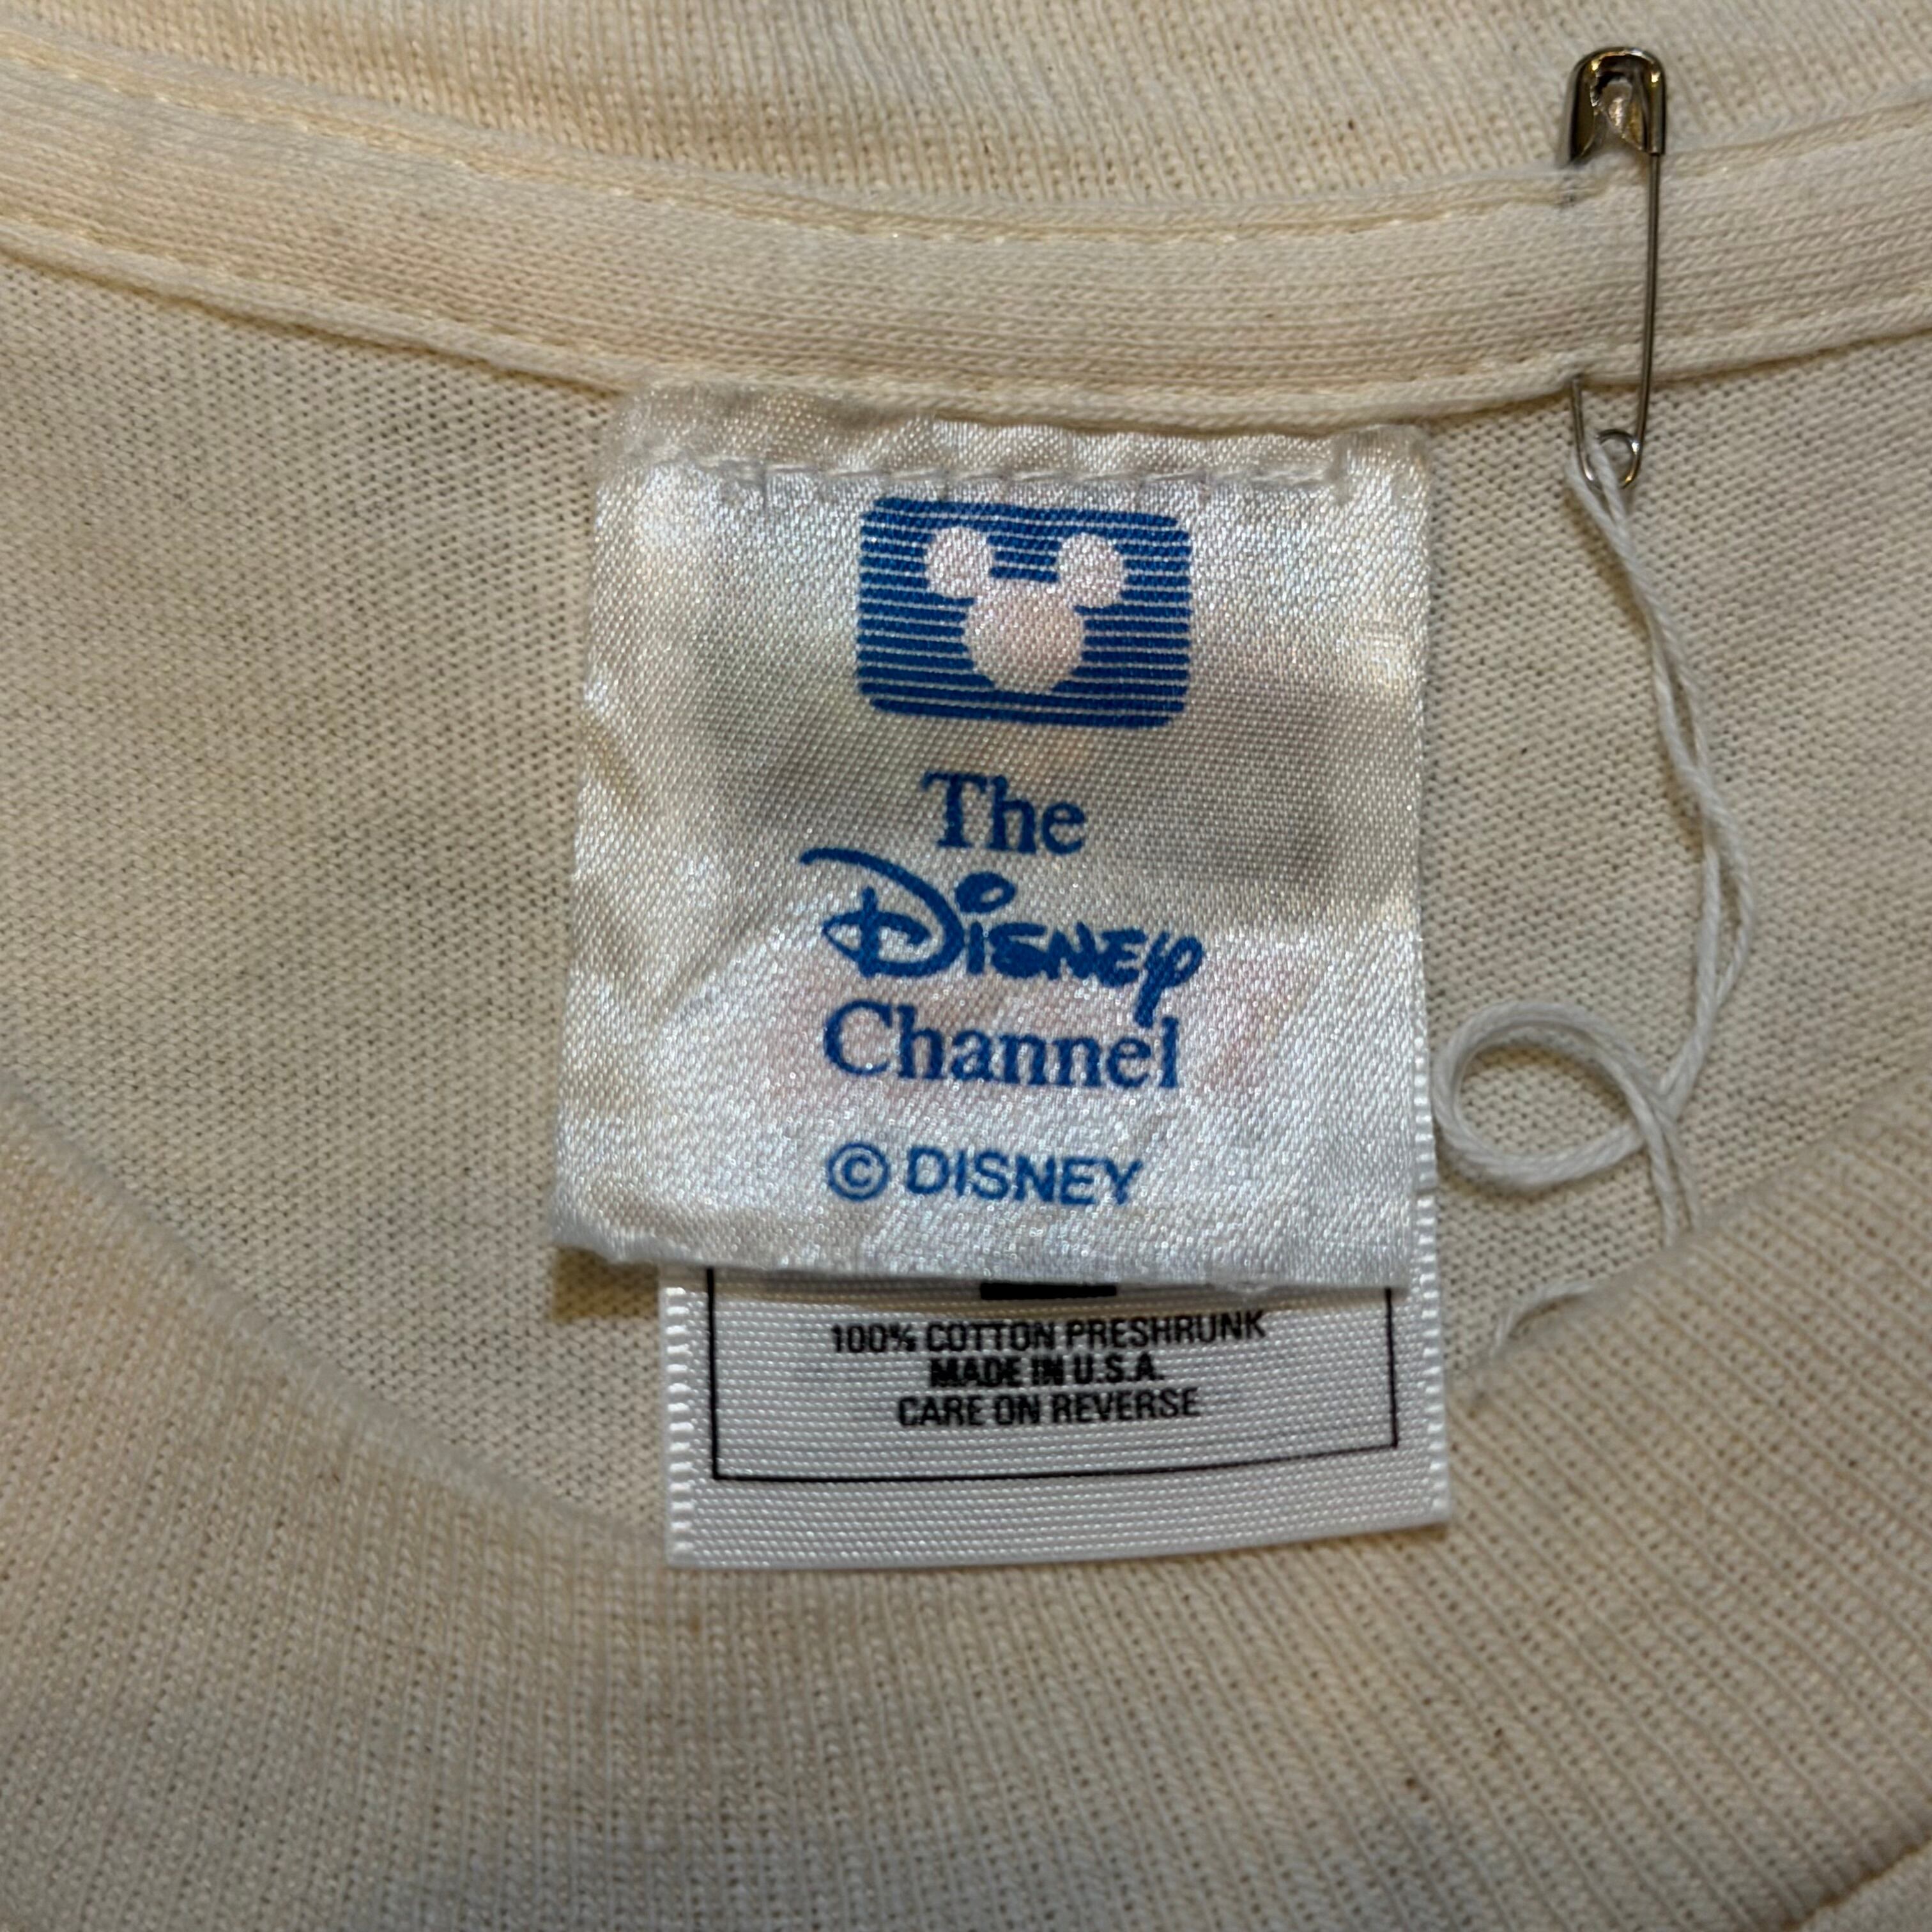 The
Disney
Channel
© DISNEY
100% COTTON PRESHRUNK
MADE IN U.S.A.
CARE ON REVERSE